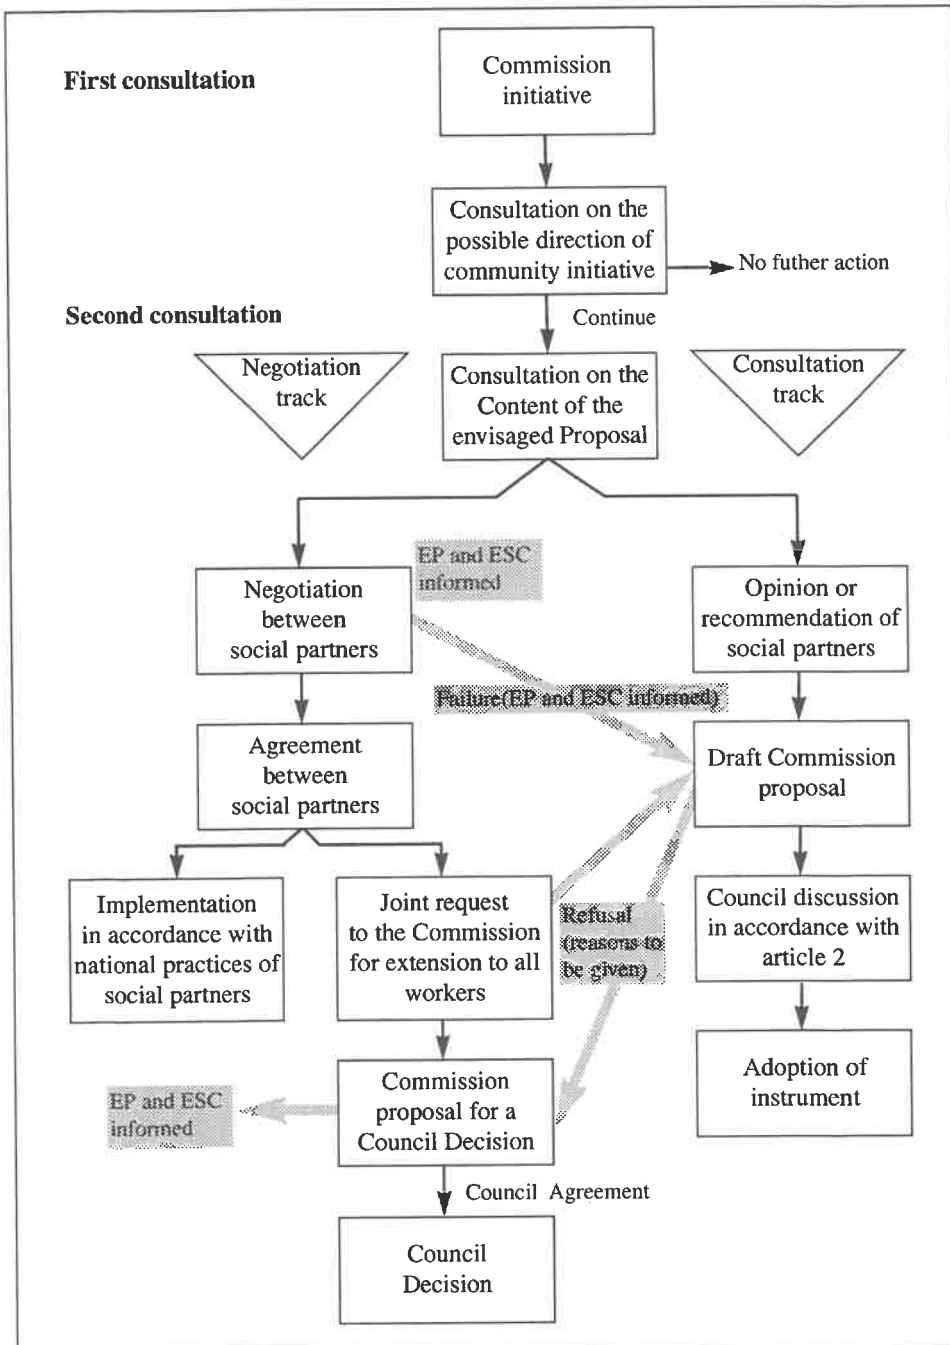 First consultation
Commission
initiative
Consultation on the
possible direction of
community initiative
No futher action
Second consultation
Continue
Negotiation
track
Consultation on the
Content of the
envisaged Proposal
Consultation
track
EP and ESC
informed
Negotiation
between
social partners
Opinion or
recommendation of
social partners
Failure(EP and ESC informed)
Agreement
between
social partners
Draft Commission
proposal
Implementation
in accordance with
national practices of
social partners
Joint request
to the Commission
for extension to all
workers
Refusal
(reasons to
be given)
Council discussion
in accordance with
article 2
EP and ESC
informed
Commission
proposal for a
Council Decision
Adoption of
instrument
Council Agreement
Council
Decision